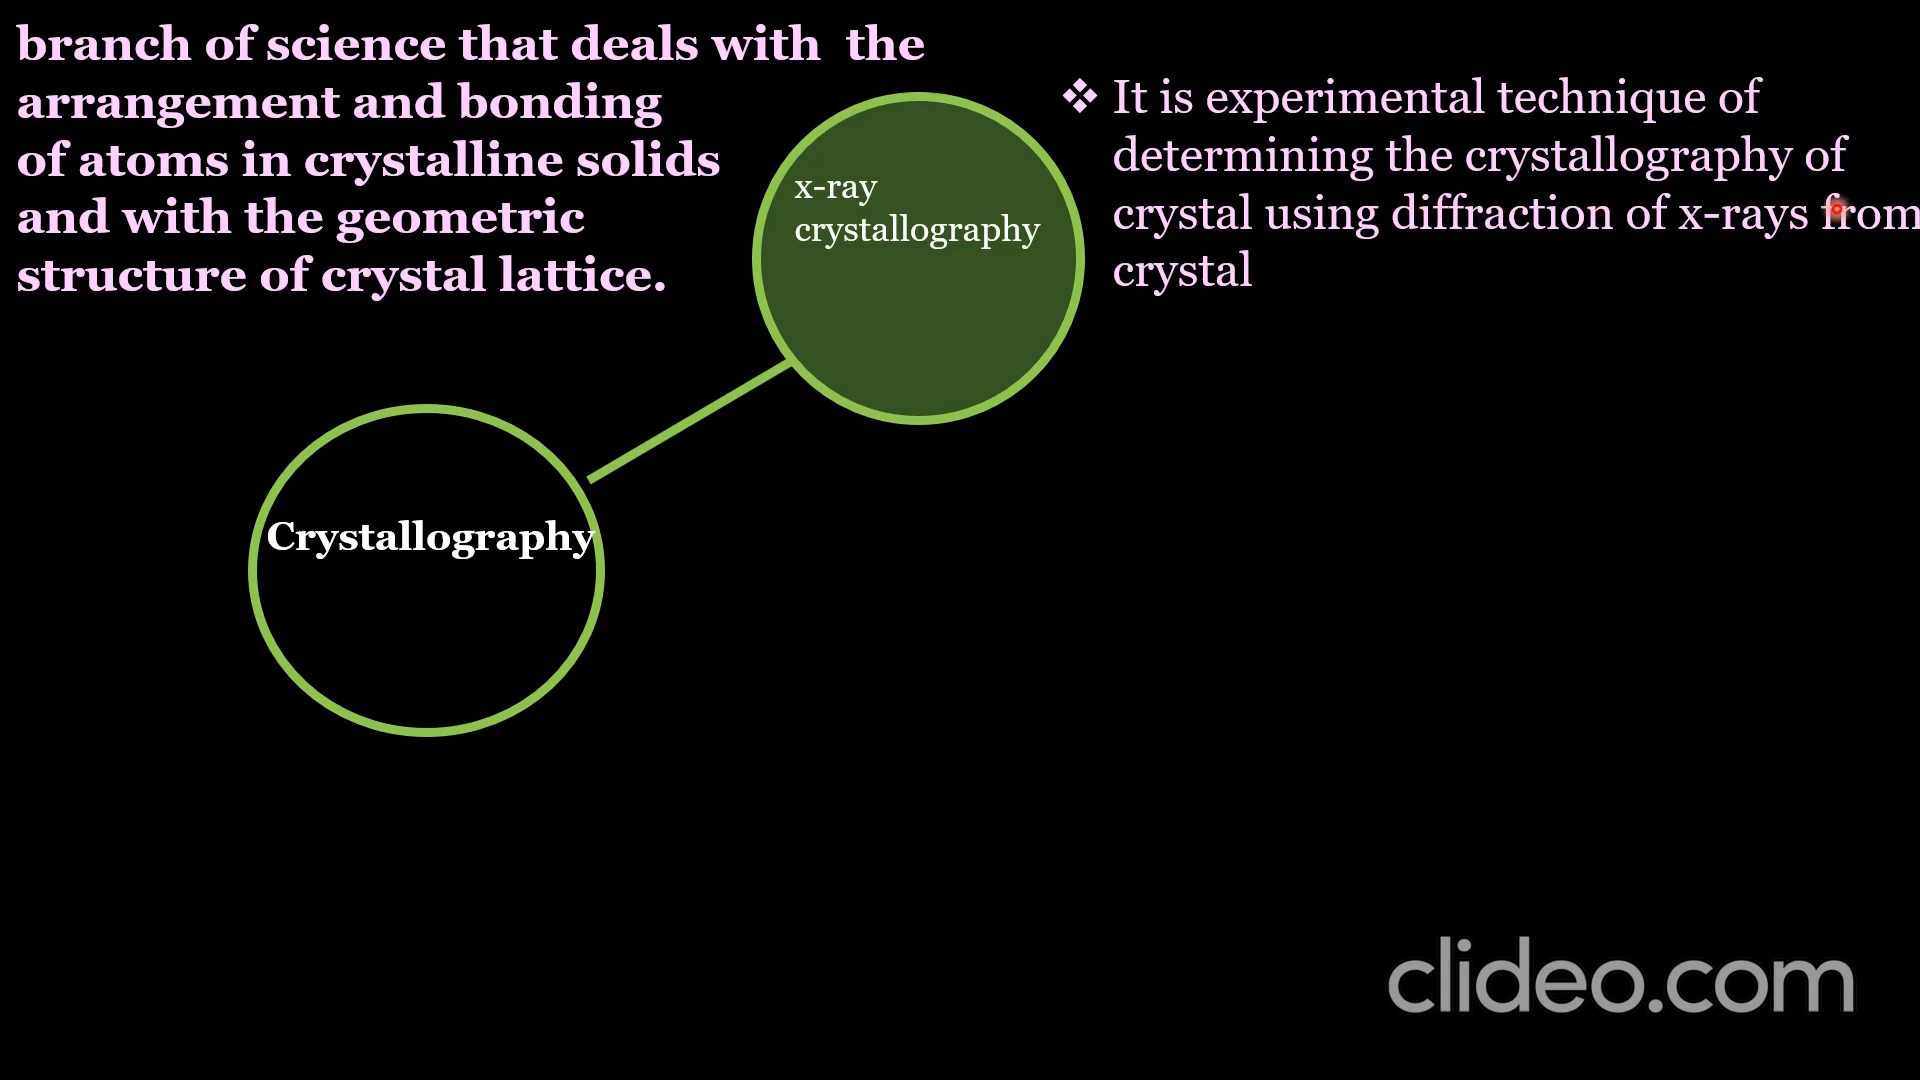 branch of science that deals with  the
arrangement and bonding
of atoms in crystalline solids
and with the geometric
structure of crystal lattice.
x-ray
crystallography
❖ It is experimental technique of
determining the crystallography of
crystal using diffraction of x-rays from
crystal
Crystallography
clideo.com